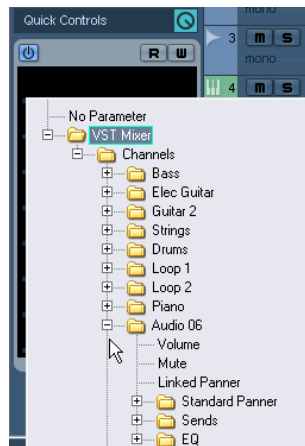 Quick Controls
mono
3 m S
R W
mono
4 m S
No Parameter
VST Mixer
Channels
Bass
Elec Guitar
Guitar 2
Strings
Drums
Loop 1
Loop 2
Piano
Audio 06
Volume
Mute
Linked Panner
Standard Panner
Sends
EQ